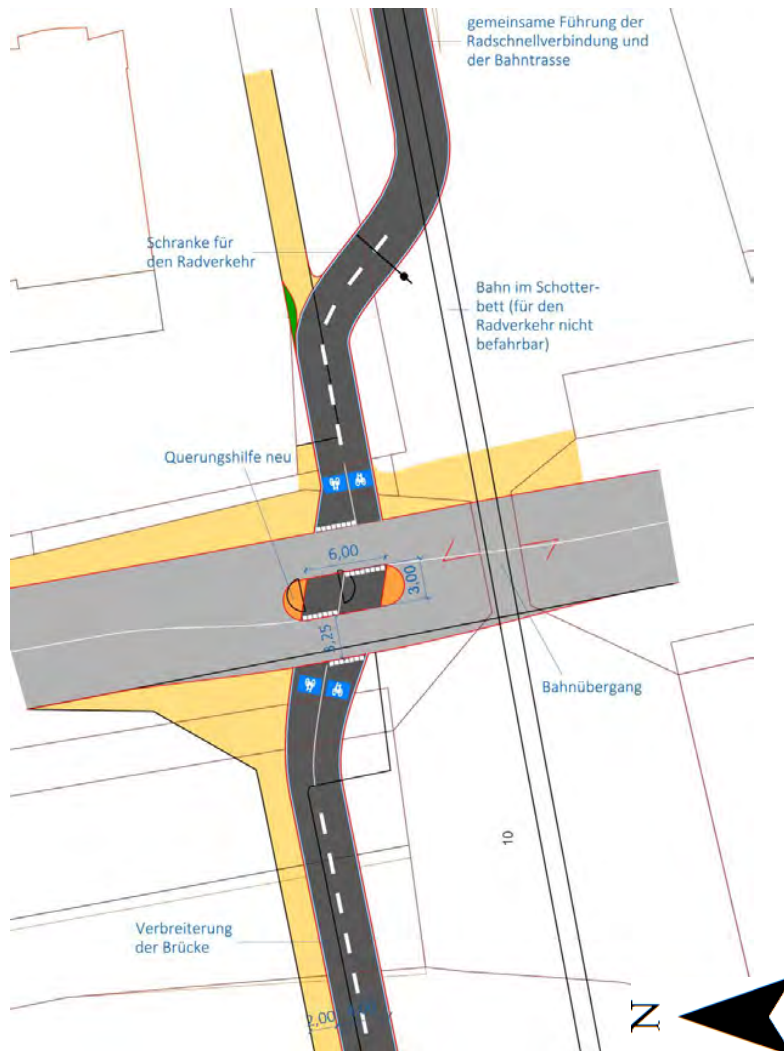 gemeinsame Führung der
Radschnellverbindung und
der Bahntrasse
Schranke für
den Radverkehr
Bahn im Schotter-
bett (für den
Radverkehr nicht
befahrbar)
Querungshilfe neu
6,00
3,00
3,25
Bahnübergang
10
Verbreiterung
der Brücke
2,00
N